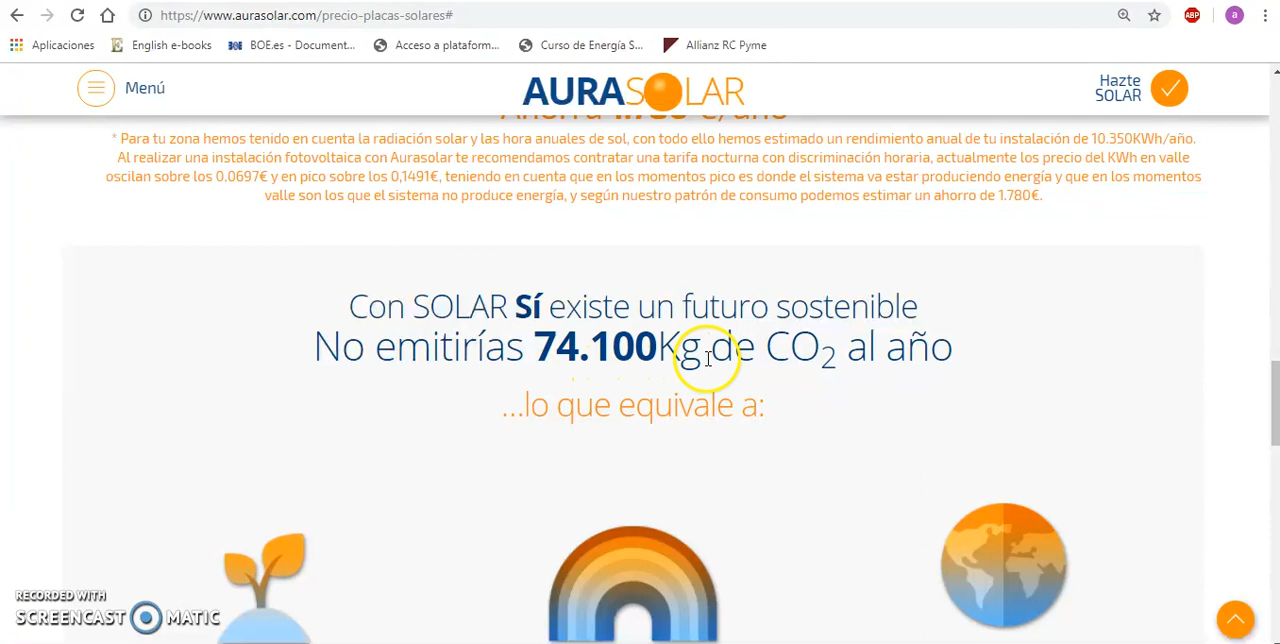 https://www.aurasolar.com/precio-placas-solares#
ABP
a
Aplicaciones
English e-books
BOE.es - Document...
Acceso a plataform...
Curso de Energía S...
Allianz RC Pyme
Menú
AURASOLAR
Hazte
SOLAR
* Para tu zona hemos tenido en cuenta la radiación solar y las hora anuales de sol, con todo ello hemos estimado un rendimiento anual de tu instalación de 10.350KWh/año.
Al realizar una instalación fotovoltaica con Aurasolar te recomendamos contratar una tarifa nocturna con discriminación horaria, actualmente los precio del KWh en valle
oscilan sobre los 0.0697€ y en pico sobre los 0,1491€, teniendo en cuenta que en los momentos pico es donde el sistema va estar produciendo energía y que en los momentos
valle son los que el sistema no produce energía, y según nuestro patrón de consumo podemos estimar un ahorro de 1.780€.
Con SOLAR Sí existe un futuro sostenible
No emitirías 74.100Kg de CO2 al año
...lo que equivale a:
RECORDED WITH
SCREENCAST MATIC